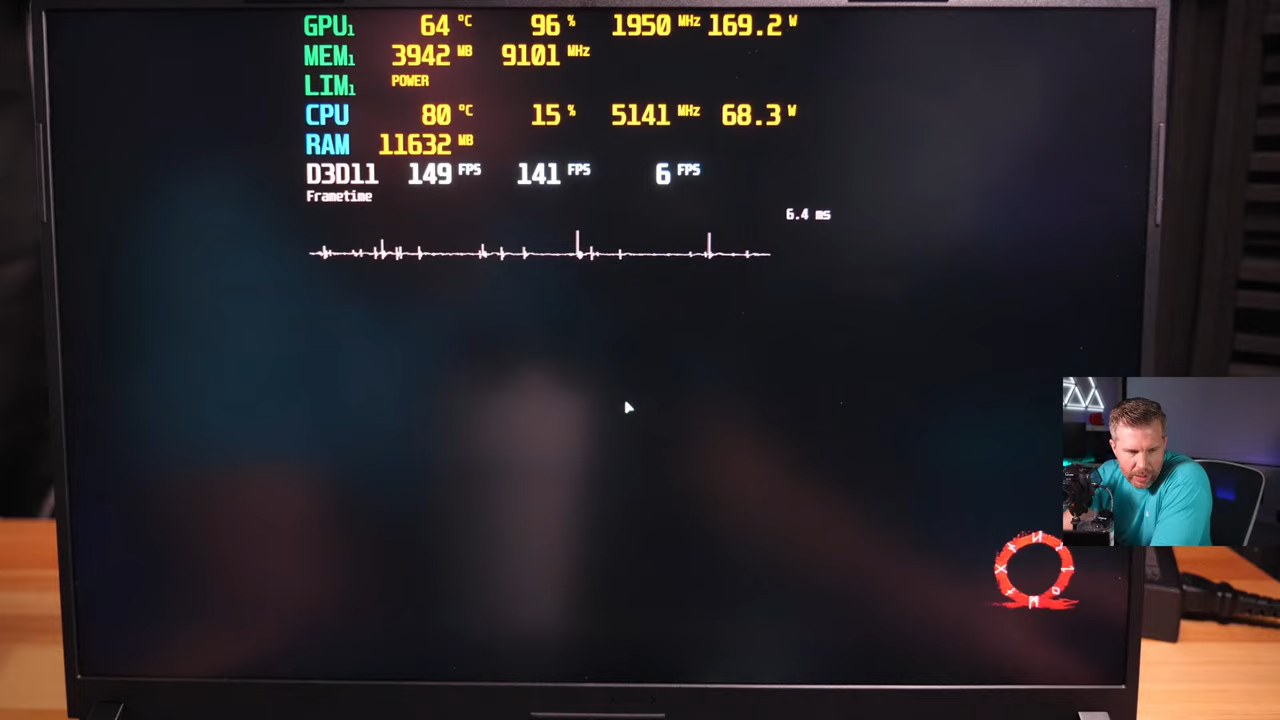 GPU1 64 °C 96 % 1950 MHz 169.2 W
MEM1 3942 MB 9101 MHz
LIM1 POWER
CPU 80 °C 15 % 5141 MHz 68.3 W
RAM 11632 MB
D3D11 149 FPS 141 FPS 6 FPS
Frametime
6.4 ms